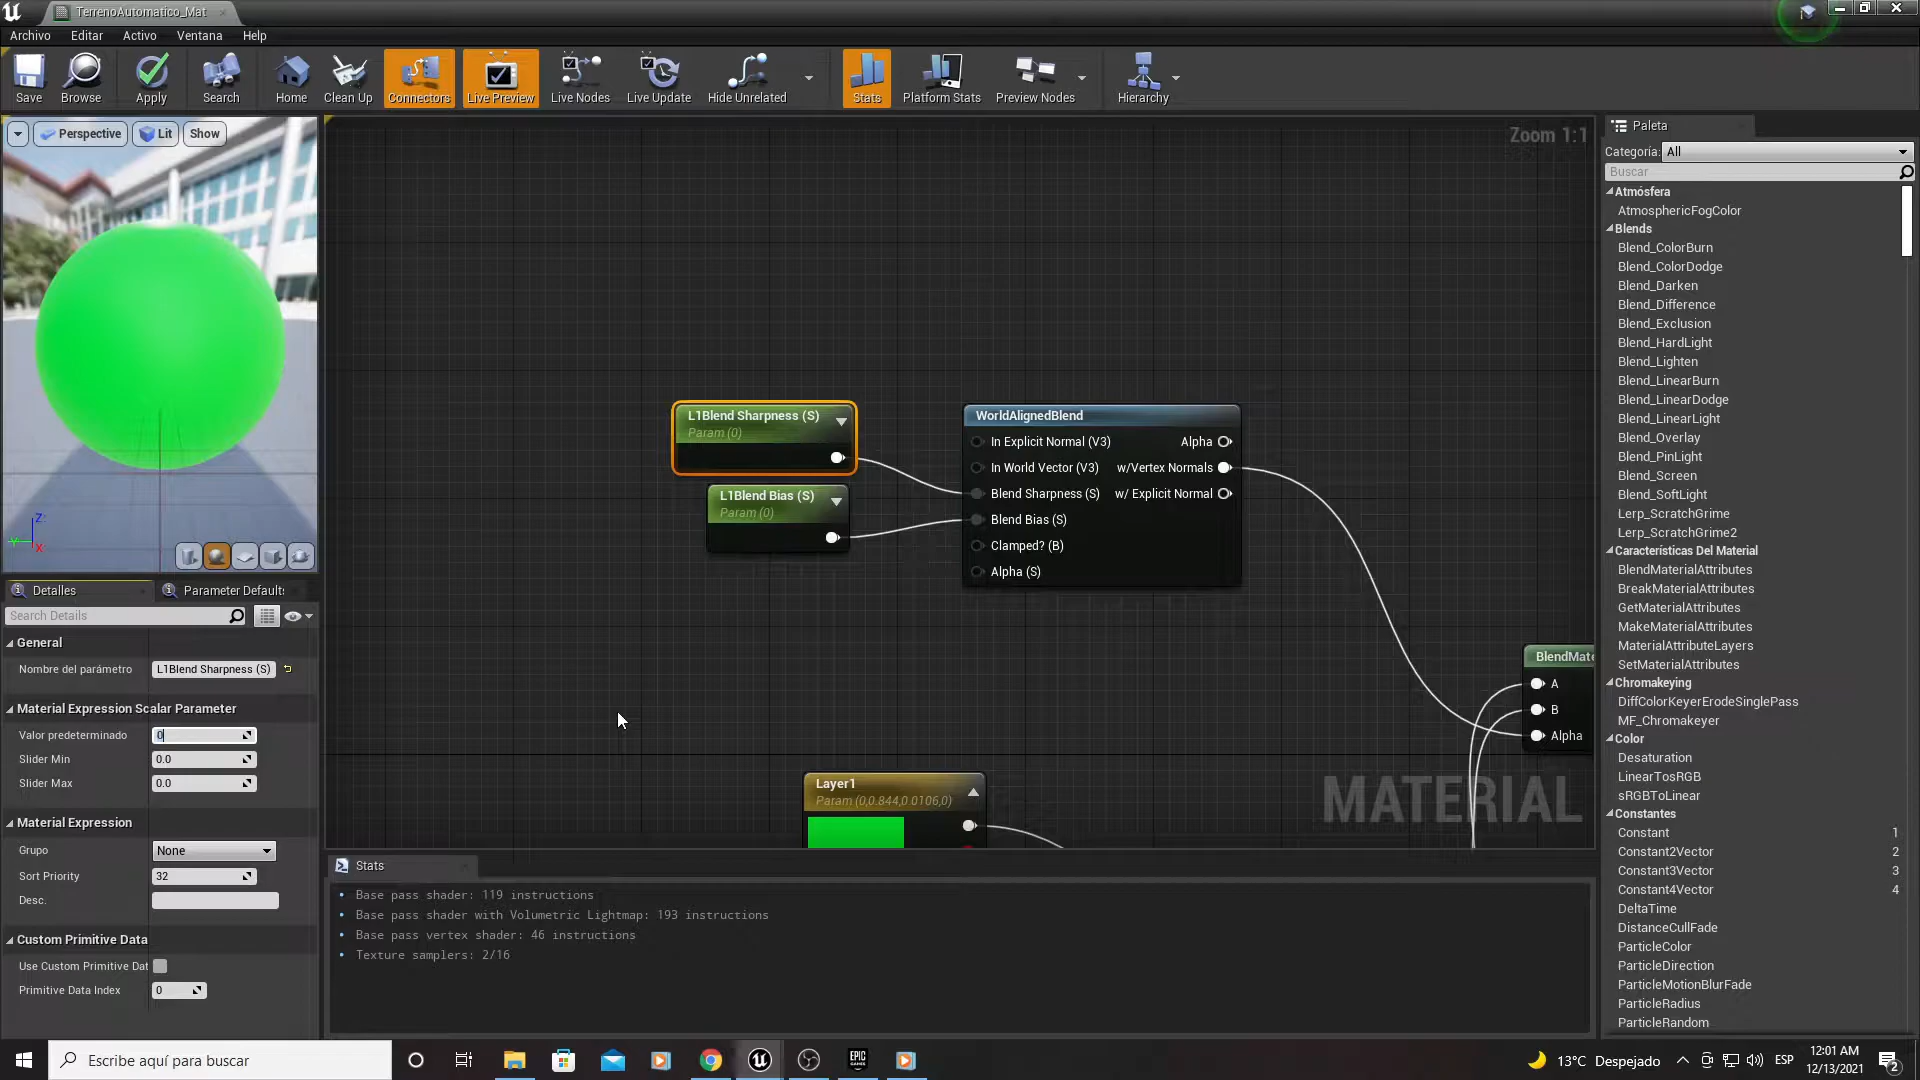 TerrenoAutomatico_Mat
Archivo Editar Activo Ventana Help
Save Browse Apply Search Home Clean Up Connectors Live Preview Live Nodes Live Update Hide Unrelated Stats Platform Stats Preview Nodes Hierarchy
Perspective Lit Show
Zoom 1:1
L1Blend Sharpness (S)
Param (0)
L1Blend Bias (S)
Param (0)
WorldAlignedBlend
In Explicit Normal (V3) Alpha
In World Vector (V3) w/Vertex Normals
Blend Sharpness (S) w/ Explicit Normal
Blend Bias (S)
Clamped? (B)
Alpha (S)
BlendMate
A
B
Alpha
Layer1
Param (0,0.844,0.0106,0)
MATERIAL
Z
Y
X
Detalles Parameter Defaults
Search Details
General
Nombre del parámetro L1Blend Sharpness (S)
Material Expression Scalar Parameter
Valor predeterminado 0
Slider Min 0.0
Slider Max 0.0
Material Expression
Grupo None
Sort Priority 32
Desc.
Custom Primitive Data
Use Custom Primitive Dat
Primitive Data Index 0
Stats
• Base pass shader: 119 instructions
• Base pass shader with Volumetric Lightmap: 193 instructions
• Base pass vertex shader: 46 instructions
• Texture samplers: 2/16
Paleta
Categoría: All
Buscar
Atmósfera
AtmosphericFogColor
Blends
Blend_ColorBurn
Blend_ColorDodge
Blend_Darken
Blend_Difference
Blend_Exclusion
Blend_HardLight
Blend_Lighten
Blend_LinearBurn
Blend_LinearDodge
Blend_LinearLight
Blend_Overlay
Blend_PinLight
Blend_Screen
Blend_SoftLight
Lerp_ScratchGrime
Lerp_ScratchGrime2
Características Del Material
BlendMaterialAttributes
BreakMaterialAttributes
GetMaterialAttributes
MakeMaterialAttributes
MaterialAttributeLayers
SetMaterialAttributes
Chromakeying
DiffColorKeyerErodeSinglePass
MF_Chromakeyer
Color
Desaturation
LinearTosRGB
sRGBToLinear
Constantes
Constant 1
Constant2Vector 2
Constant3Vector 3
Constant4Vector 4
DeltaTime
DistanceCullFade
ParticleColor
ParticleDirection
ParticleMotionBlurFade
ParticleRadius
ParticleRandom
Escribe aquí para buscar
EPIC GAMES
13°C Despejado
ESP
12:01 AM
12/13/2021
2